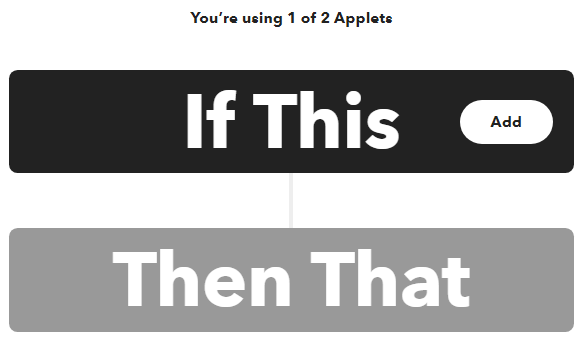 You’re using 1 of 2 Applets
If This
Add
Then That